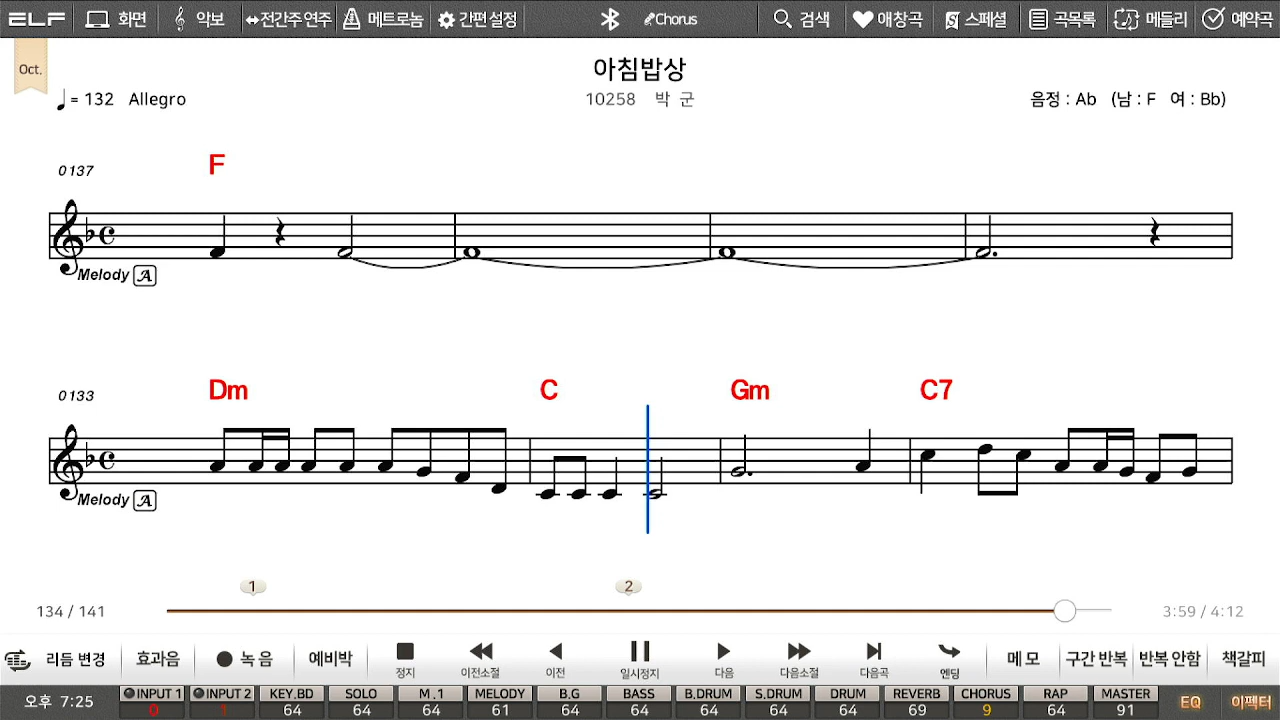 ELF 화면 악보 전간주 연주 메트로놈 간편 설정 Chorus 검색 애창곡 스페셜 곡목록 메들리 예약곡
Oct.
아침밥상
= 132 Allegro
10258 박 군
음정 : Ab (남 : F 여 : Bb)
0137
F
Melody A
0133
Dm C Gm C7
Melody A
1 2
134 / 141
3:59 / 4:12
리듬 변경 효과음 녹 음 예비박 정지 이전소절 이전 일시정지 다음 다음소절 다음곡 엔딩 메 모 구간 반복 반복 안함 책갈피
오후 7:25
INPUT 1 INPUT 2 KEY.BD SOLO M .1 MELODY B,G BASS B,DRUM S,DRUM DRUM REVERB CHORUS RAP MASTER EQ 이펙터
0 1 64 64 64 61 64 64 64 64 64 69 9 64 91